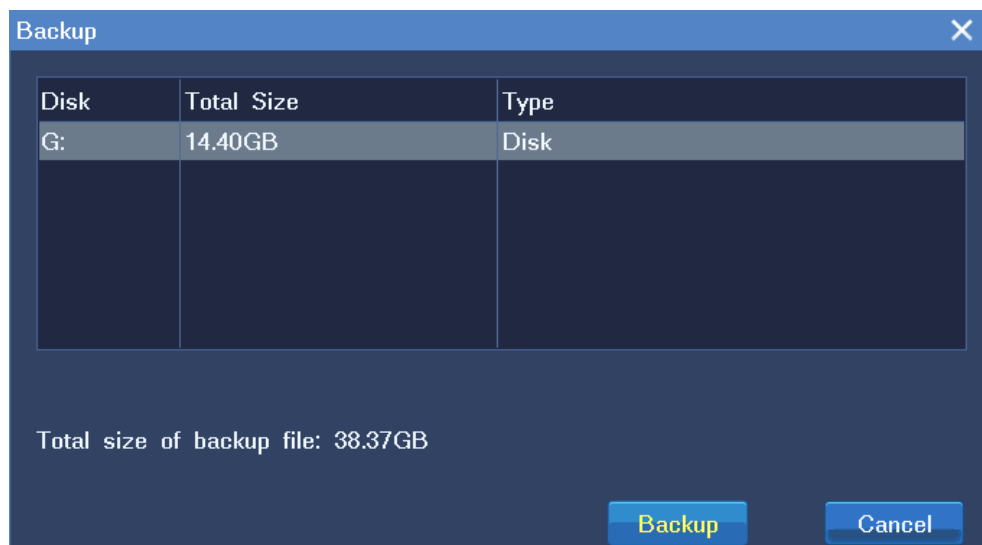 Backup
Disk Total Size Type
G: 14.40GB Disk
Total size of backup file: 38.37GB
Backup Cancel